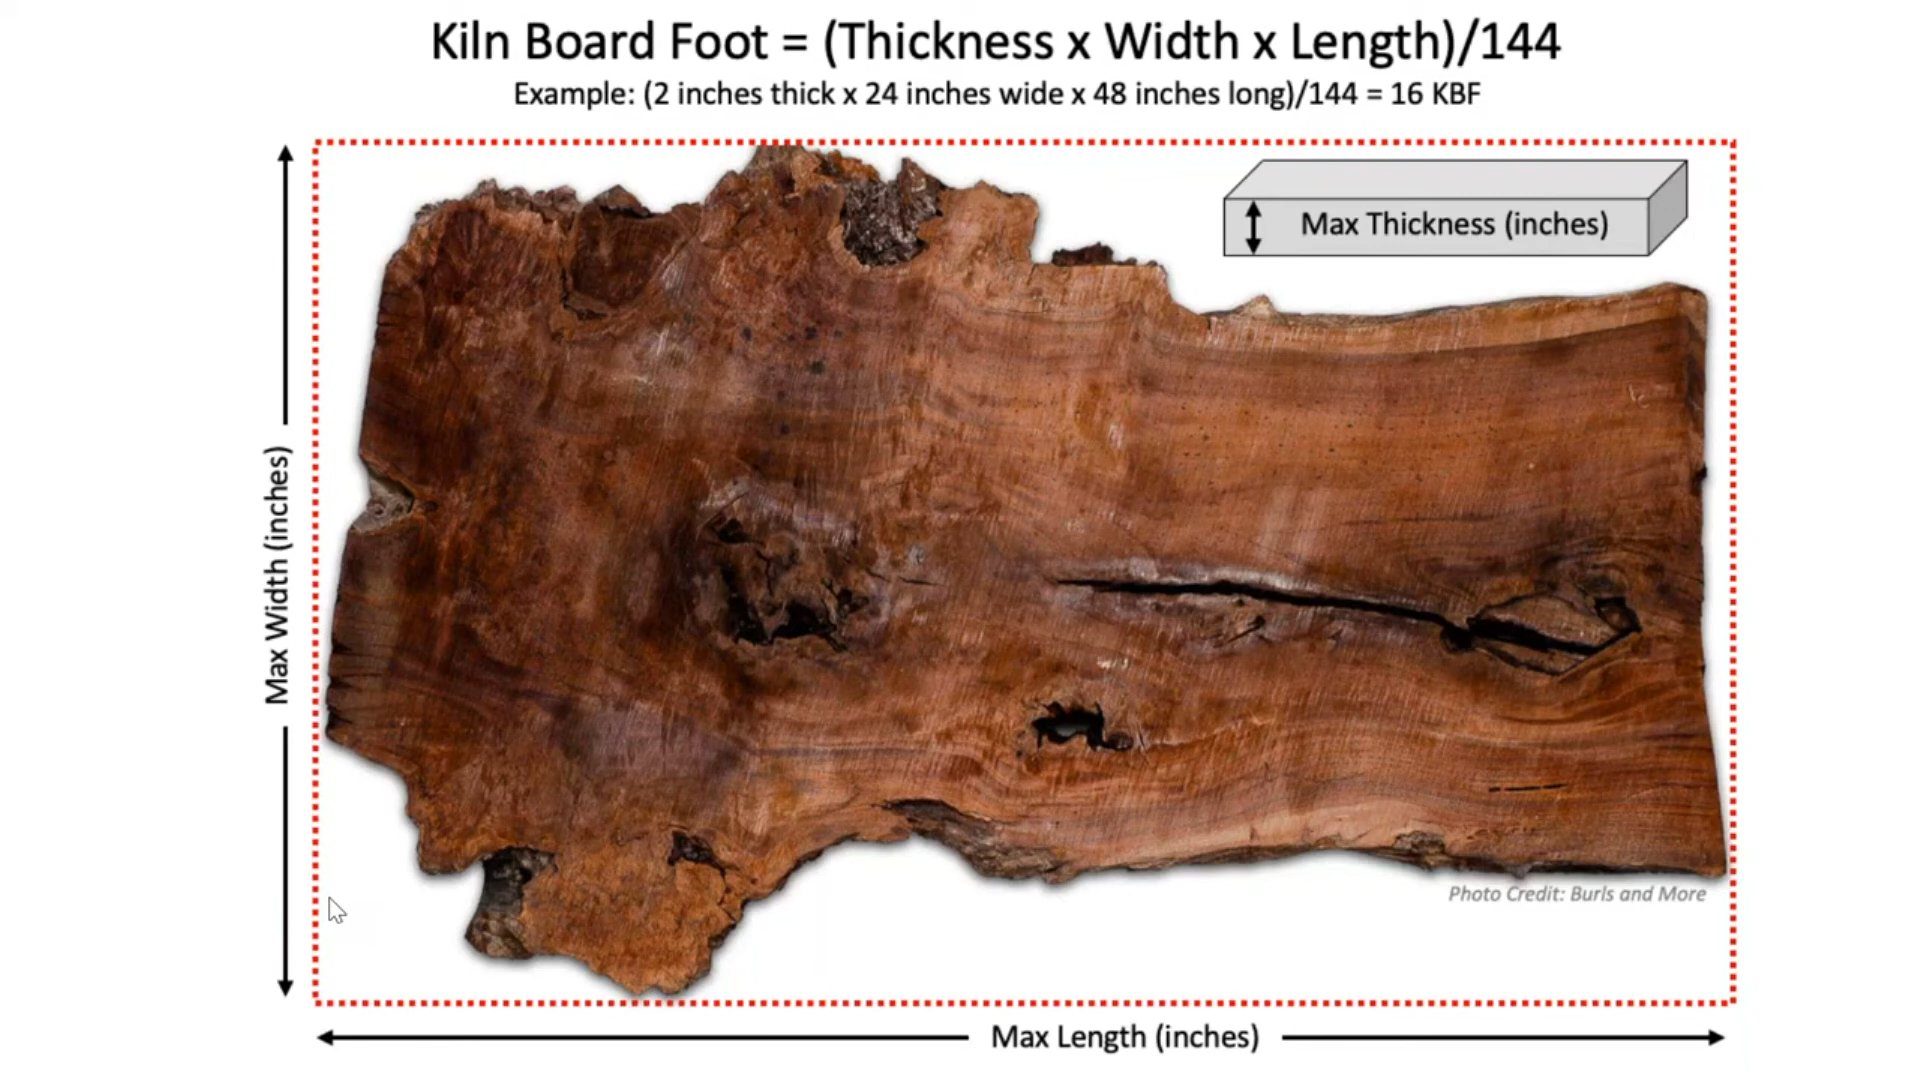 Kiln Board Foot = (Thickness x Width x Length)/144
Example: (2 inches thick x 24 inches wide x 48 inches long)/144 = 16 KBF
Max Thickness (inches)
Max Width (inches)
Photo Credit: Burls and More
Max Length (inches)